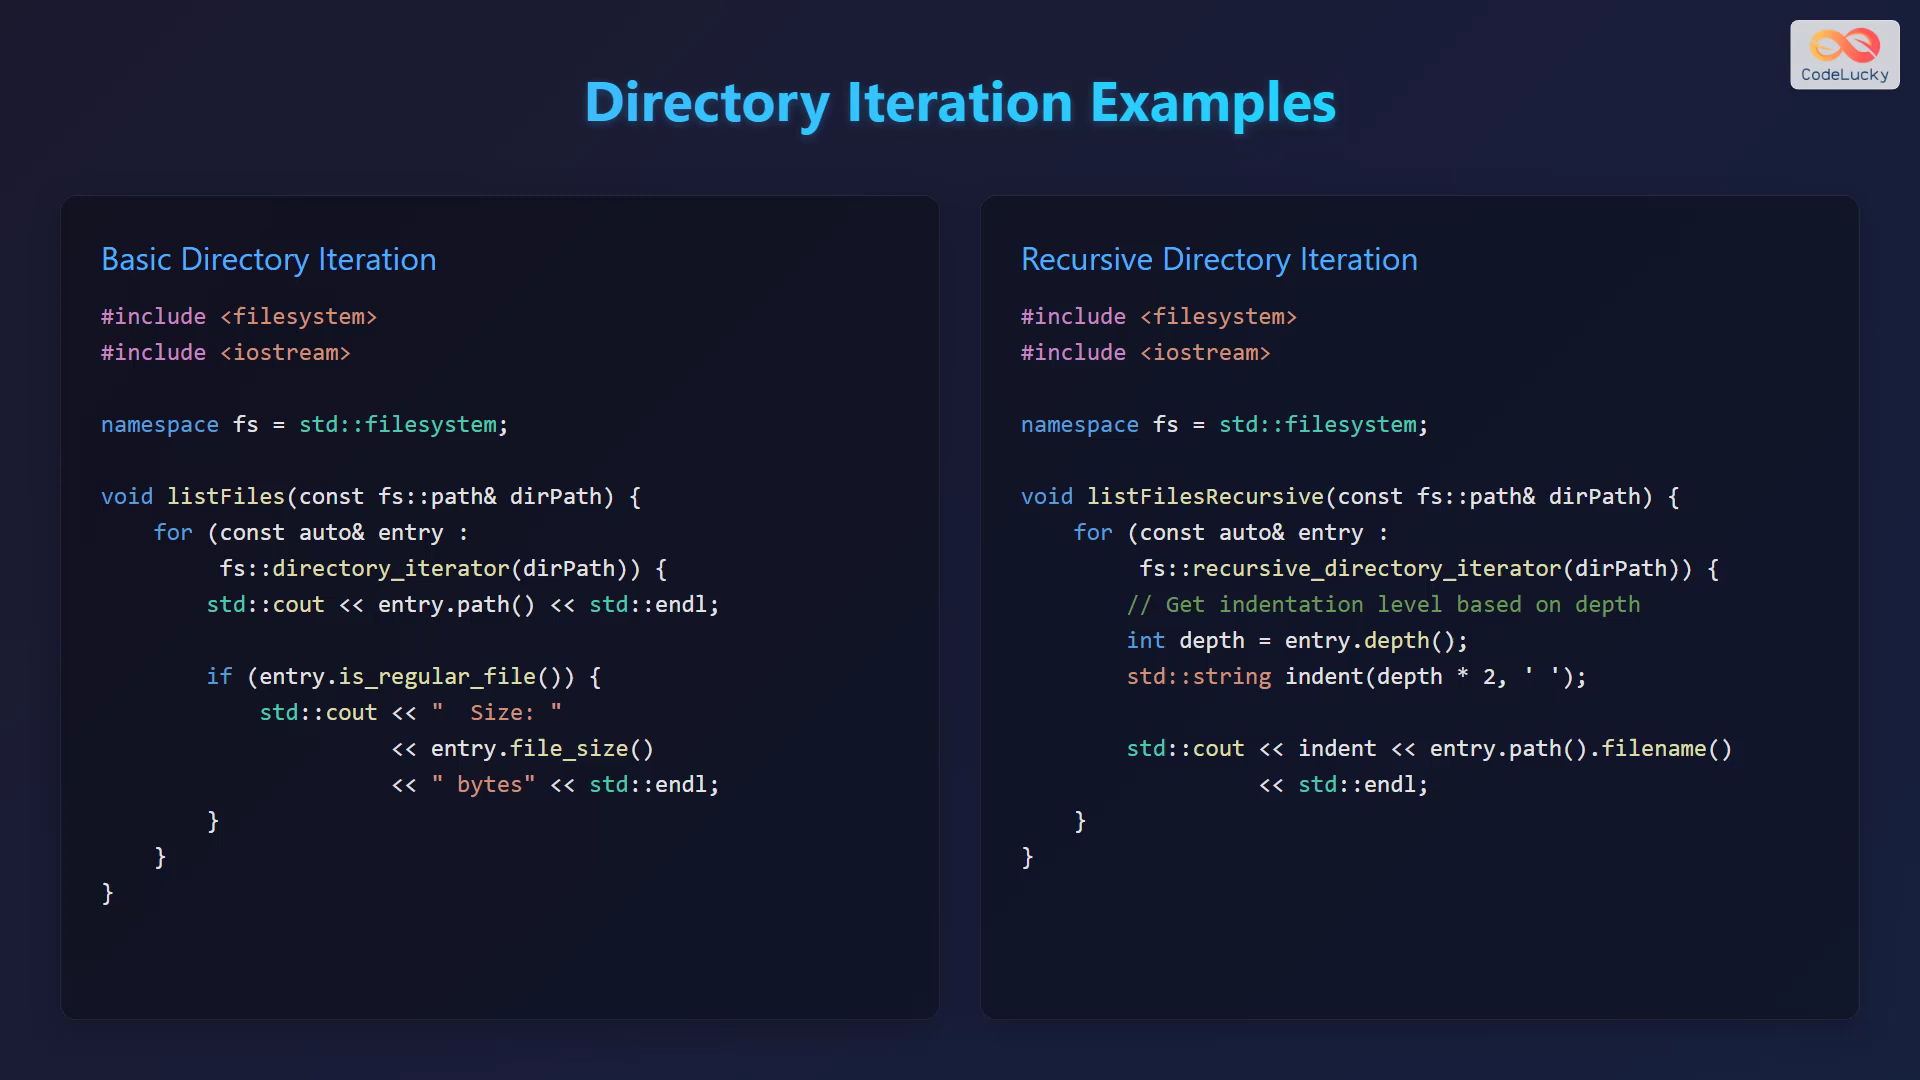 CodeLucky
Directory Iteration Examples
Basic Directory Iteration
#include <filesystem>
#include <iostream>

namespace fs = std::filesystem;

void listFiles(const fs::path& dirPath) {
    for (const auto& entry :
         fs::directory_iterator(dirPath)) {
        std::cout << entry.path() << std::endl;

        if (entry.is_regular_file()) {
            std::cout << "  Size: "
                      << entry.file_size()
                      << " bytes" << std::endl;
        }
    }
}
Recursive Directory Iteration
#include <filesystem>
#include <iostream>

namespace fs = std::filesystem;

void listFilesRecursive(const fs::path& dirPath) {
    for (const auto& entry :
         fs::recursive_directory_iterator(dirPath)) {
        // Get indentation level based on depth
        int depth = entry.depth();
        std::string indent(depth * 2, ' ');

        std::cout << indent << entry.path().filename()
                  << std::endl;
    }
}